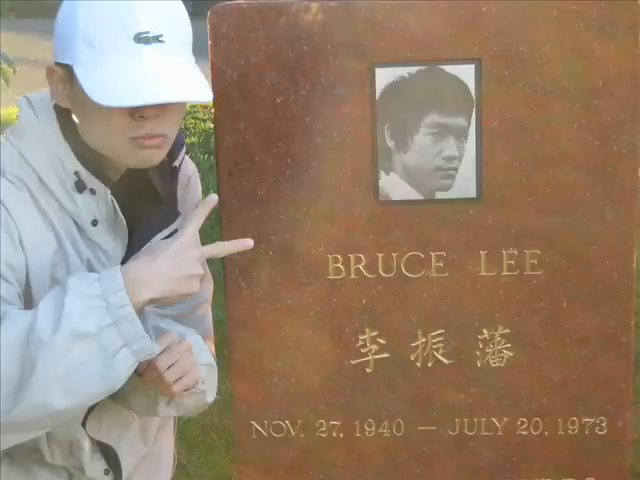 BRUCE LEE
李振藩
NOV. 27, 1940 — JULY 20, 1973